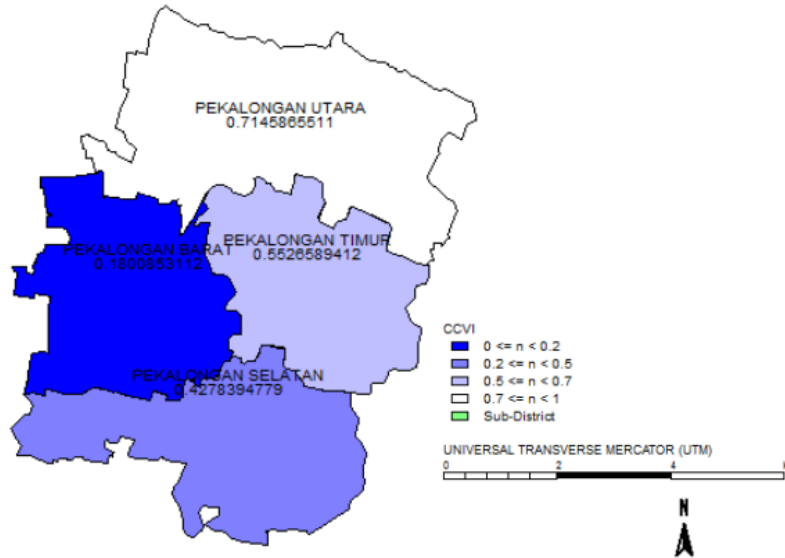 PEKALONGAN UTARA
0.7145865511
PEKALONGAN BARAT
0.1800853112
PEKALONGAN TIMUR
0.5526589412
PEKALONGAN SELATAN
0.4278394779
CCVI
0 <= n < 0.2
0.2 <= n < 0.5
0.5 <= n < 0.7
0.7 <= n < 1
Sub-District
UNIVERSAL TRANSVERSE MERCATOR (UTM)
0 2 4
N